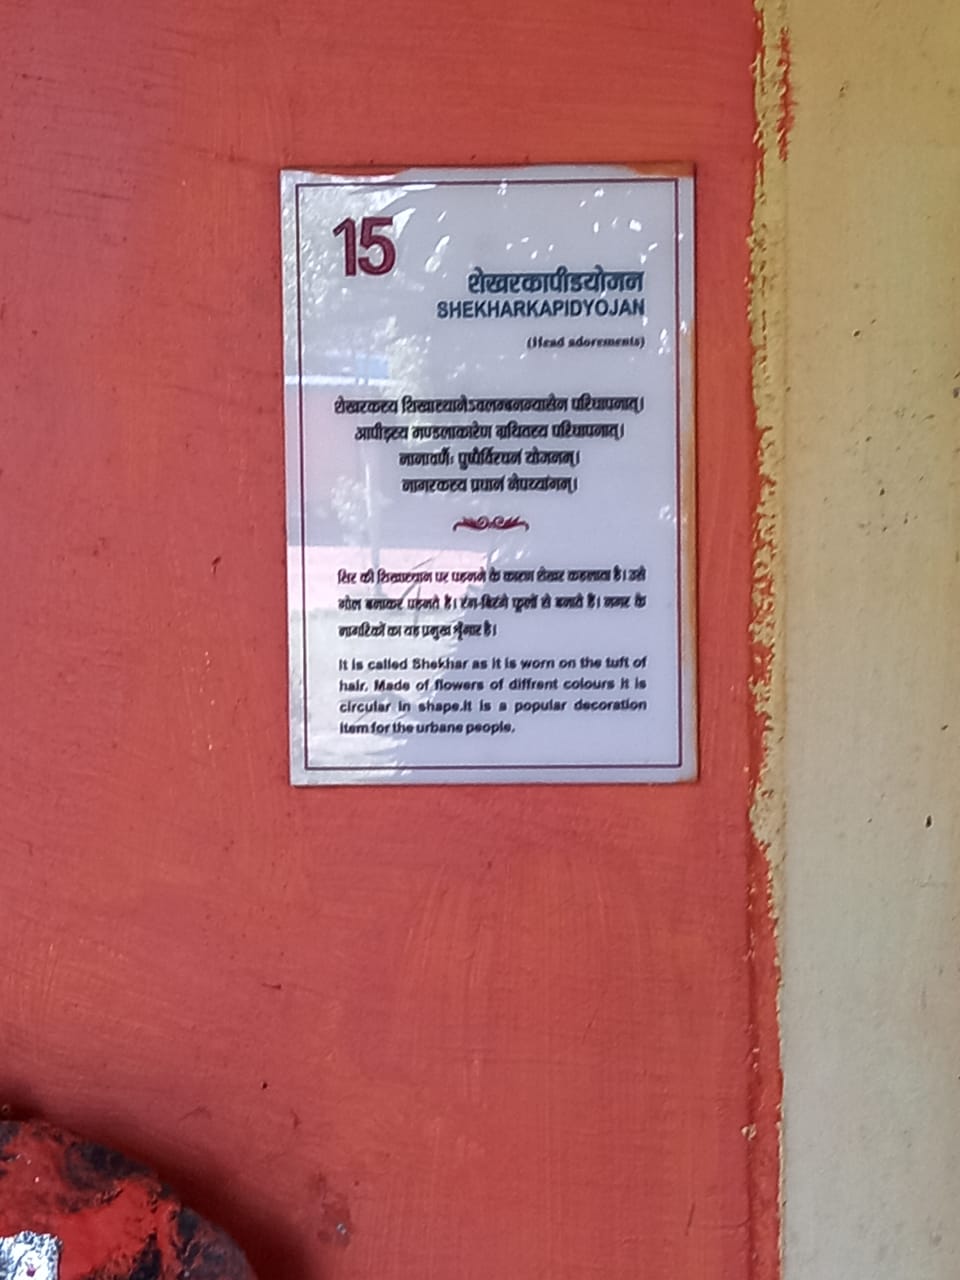 15
शेखरकापीडयोजन
SHEKHARKAPIDYOJAN
(Head adorements)
शेखरकस्य शिखास्थानेऽवलम्बनन्यासेन परिधापनात्।
आपीडस्य मण्डलाकारेण ग्रथितस्य परिधापनात्।
नानावर्णैः पुष्पैर्विरचनं योजनम्।
नागरकस्य प्रधानं नेपथ्यांगम्।
सिर की शिखास्थान पर पहनने के कारण शेखर कहलाता है। उसे
गोल बनाकर पहनते है। रंग-बिरंगे फूलों से बनाते है। नगर के
नागरिकों का यह प्रमुख श्रृंगार है।
It is called Shekhar as it is worn on the tuft of
hair. Made of flowers of diffrent colours it is
circular in shape.It is a popular decoration
item for the urbane people.